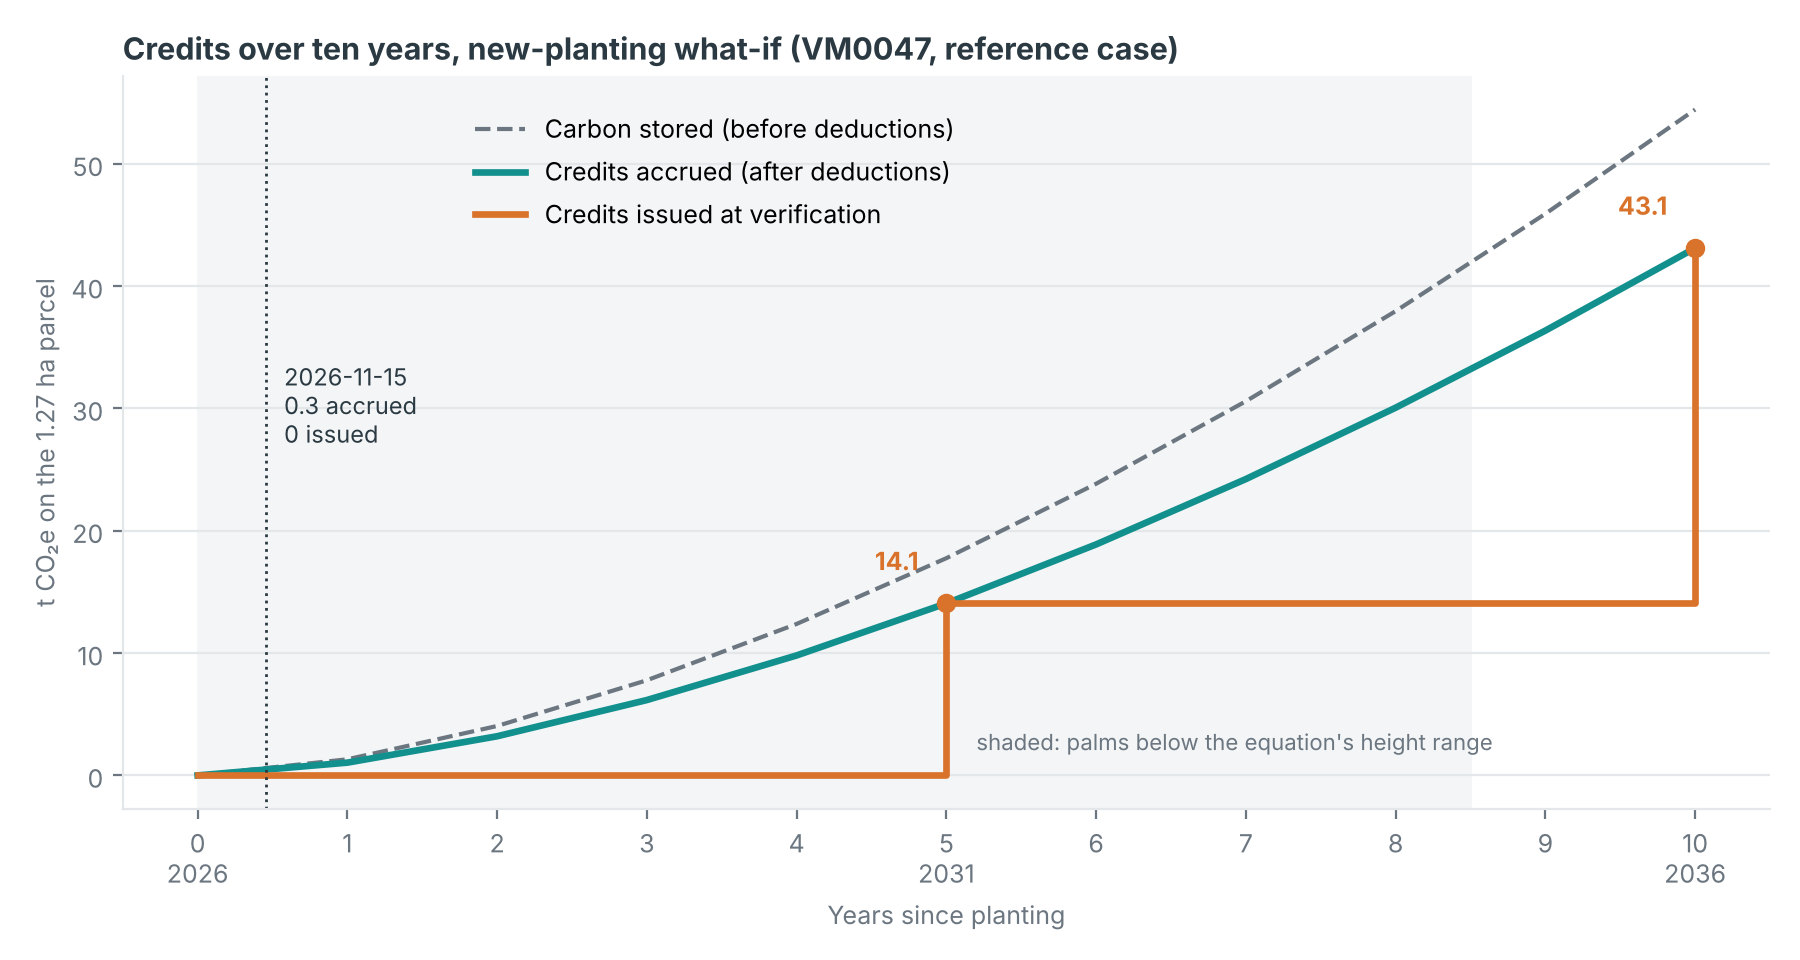 Credits over ten years, new-planting what-if (VM0047, reference case)
Carbon stored (before deductions)
Credits accrued (after deductions)
Credits issued at verification
t CO₂e on the 1.27 ha parcel
50
40
30
20
10
0
43.1
2026-11-15
0.3 accrued
0 issued
14.1
shaded: palms below the equation's height range
0 1 2 3 4 5 6 7 8 9 10
2026 2031 2036
Years since planting